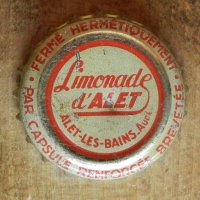 • FERMÉ HERMÉTIQUEMENT •
PAR CAPSULE RENFORCÉE BREVETÉE
Limonade
d'ALET
ALET-LES-BAINS. Aude